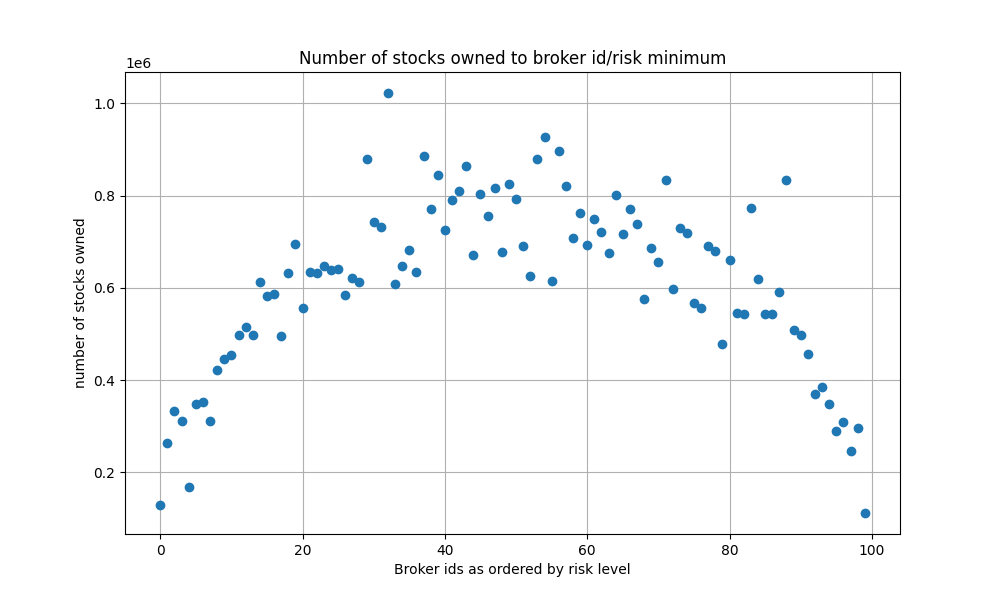 Number of stocks owned to broker id/risk minimum
1e6
1.0
0.8
0.6
0.4
0.2
number of stocks owned
0 20 40 60 80 100
Broker ids as ordered by risk level